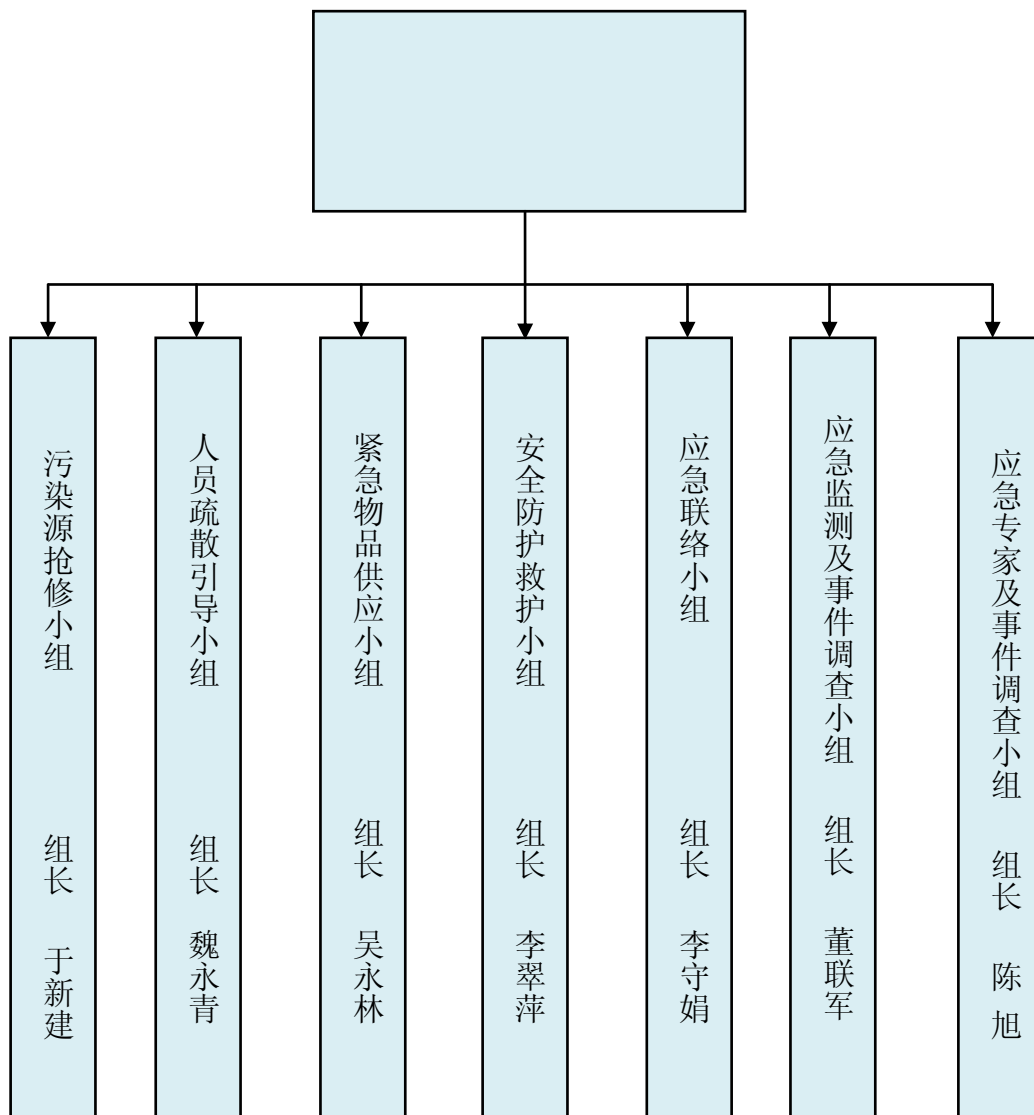 污染源抢修小组 组长 于新建
人员疏散引导小组 组长 魏永青
紧急物品供应小组 组长 吴永林
安全防护救护小组 组长 李翠萍
应急联络小组 组长 李守娟
应急监测及事件调查小组 组长 董联军
应急专家及事件调查小组 组长 陈 旭